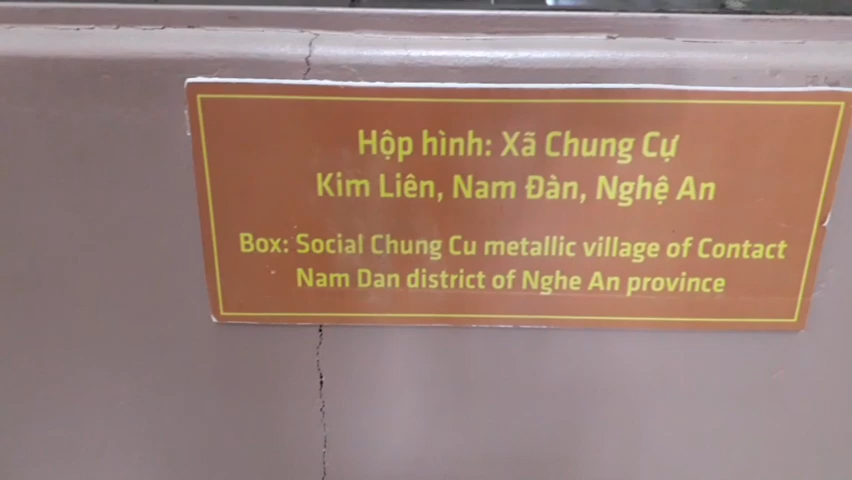 Hộp hình: Xã Chung Cự
Kim Liên, Nam Đàn, Nghệ An
Box: Social Chung Cu metallic village of Contact
Nam Dan district of Nghe An province